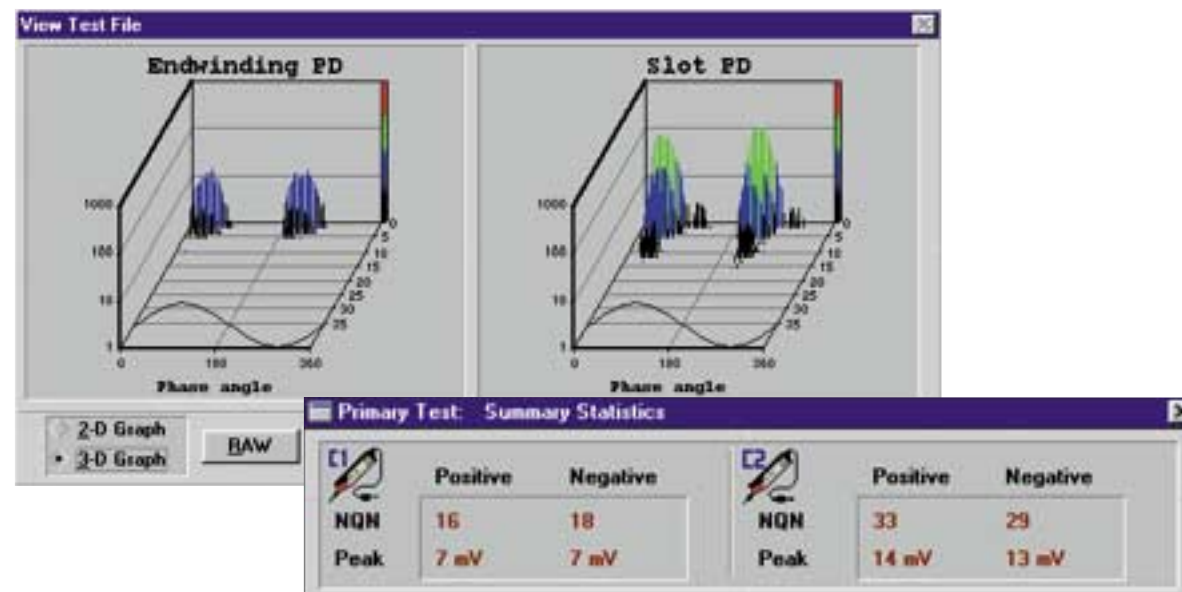 View Test File
Endwinding PD
1000
100
10
1
0
5
10
15
20
25
30
35
0 180 360
Phase angle
Slot PD
1000
100
10
1
0
5
10
15
20
25
30
35
0 180 360
Phase angle
2-D Graph
3-D Graph
RAW
Primary Test: Summary Statistics
C1
Positive Negative
NQN 16 18
Peak 7 mV 7 mV
C2
Positive Negative
NQN 33 29
Peak 14 mV 13 mV